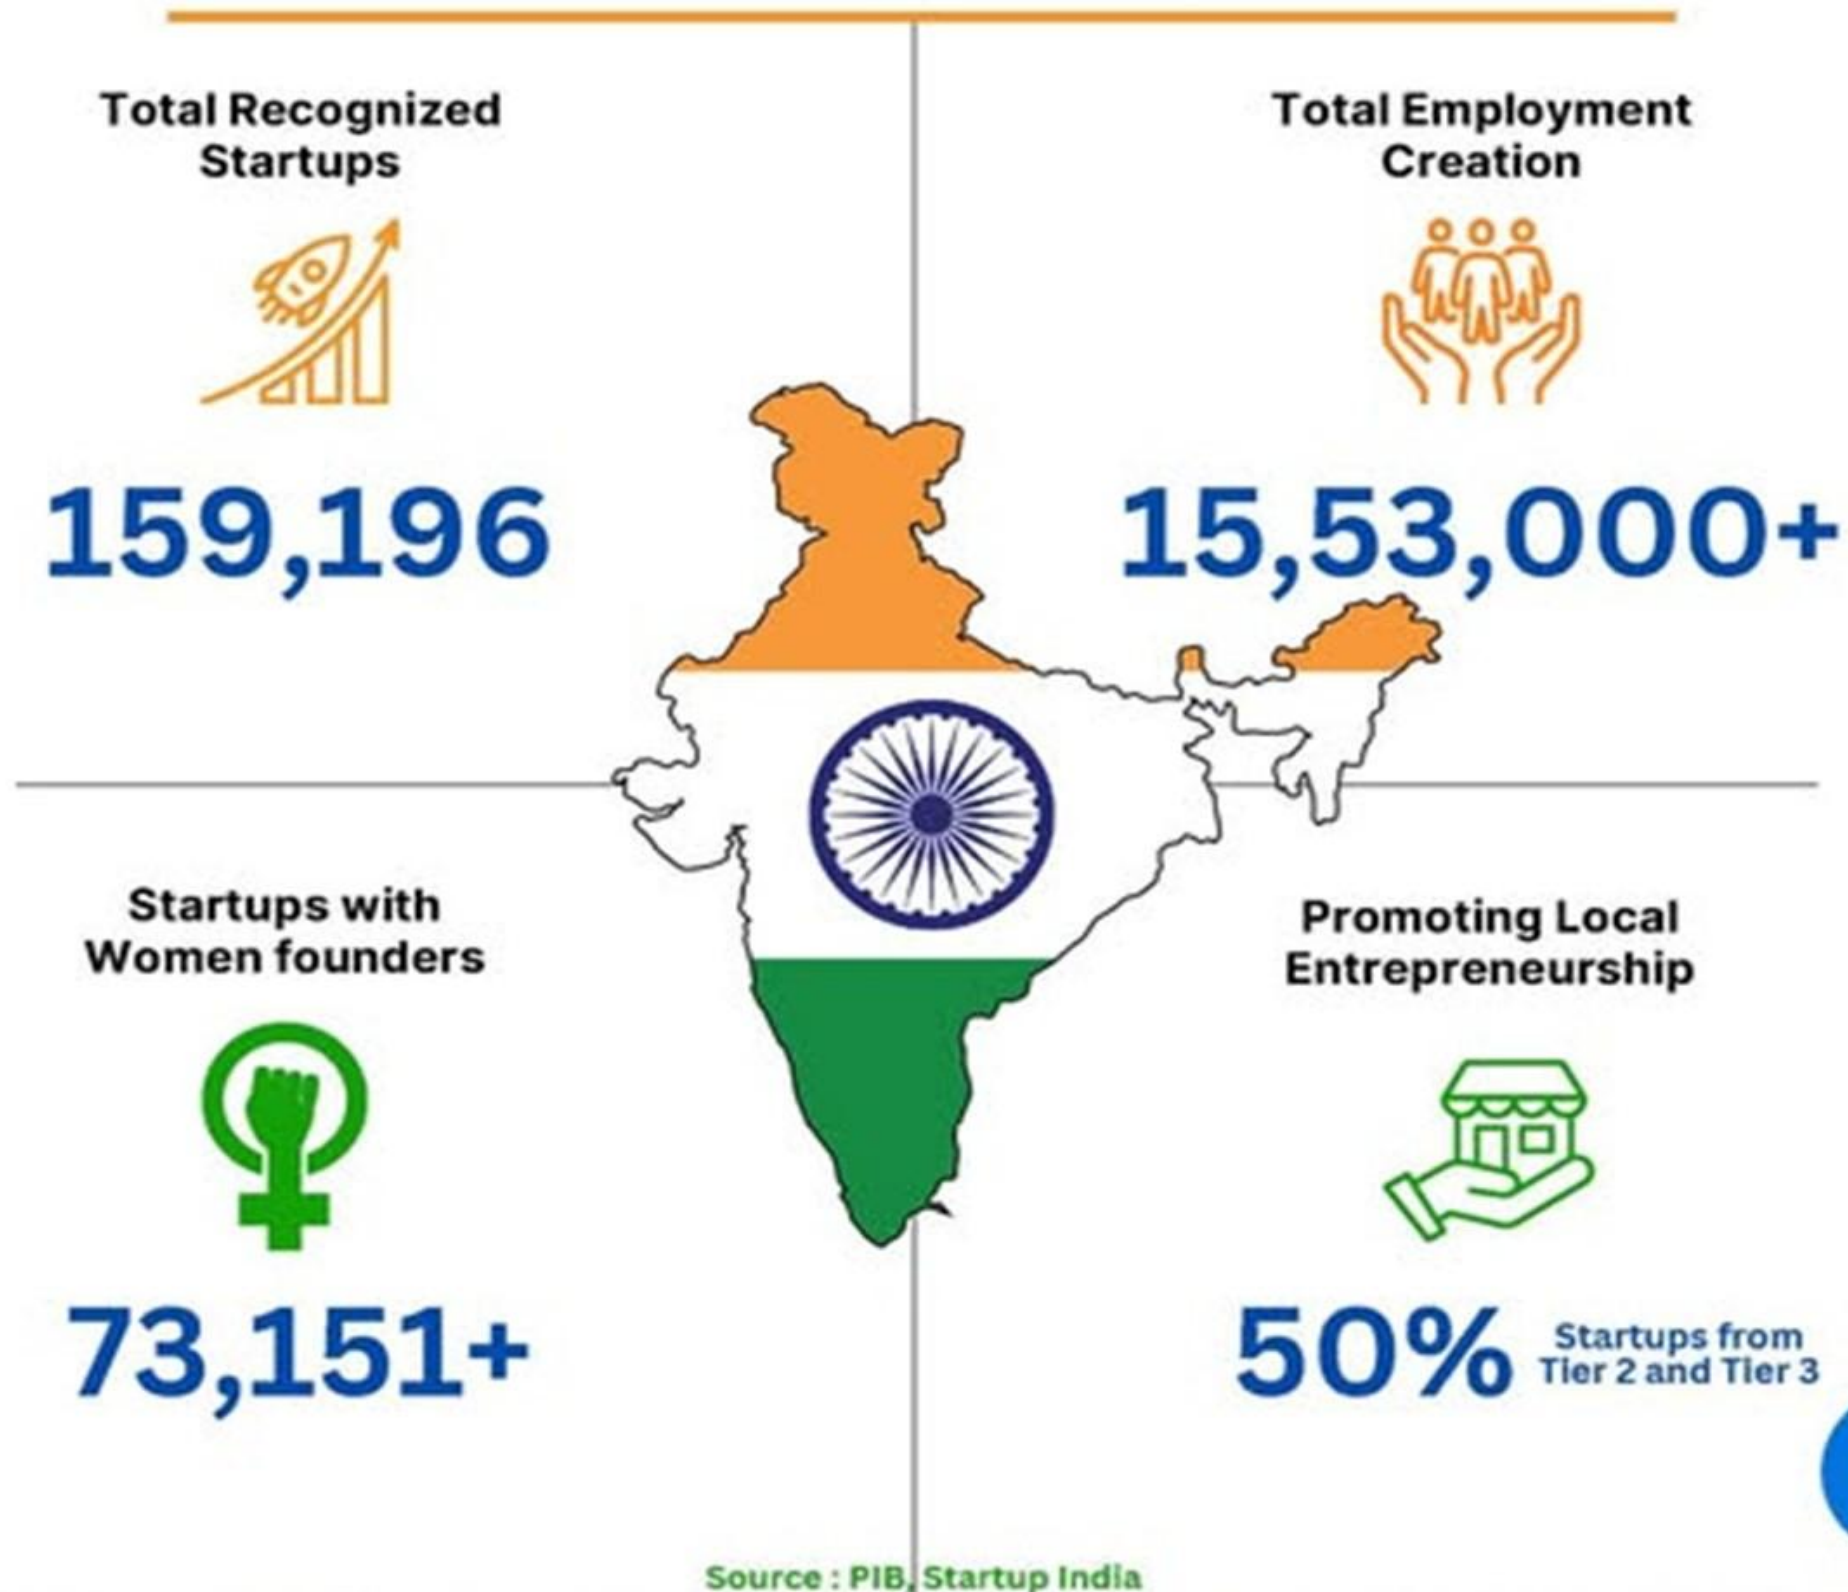 Total Recognized
Startups
159,196
Total Employment
Creation
15,53,000+
Startups with
Women founders
73,151+
Promoting Local
Entrepreneurship
50%
Startups from
Tier 2 and Tier 3
Source : PIB, Startup India